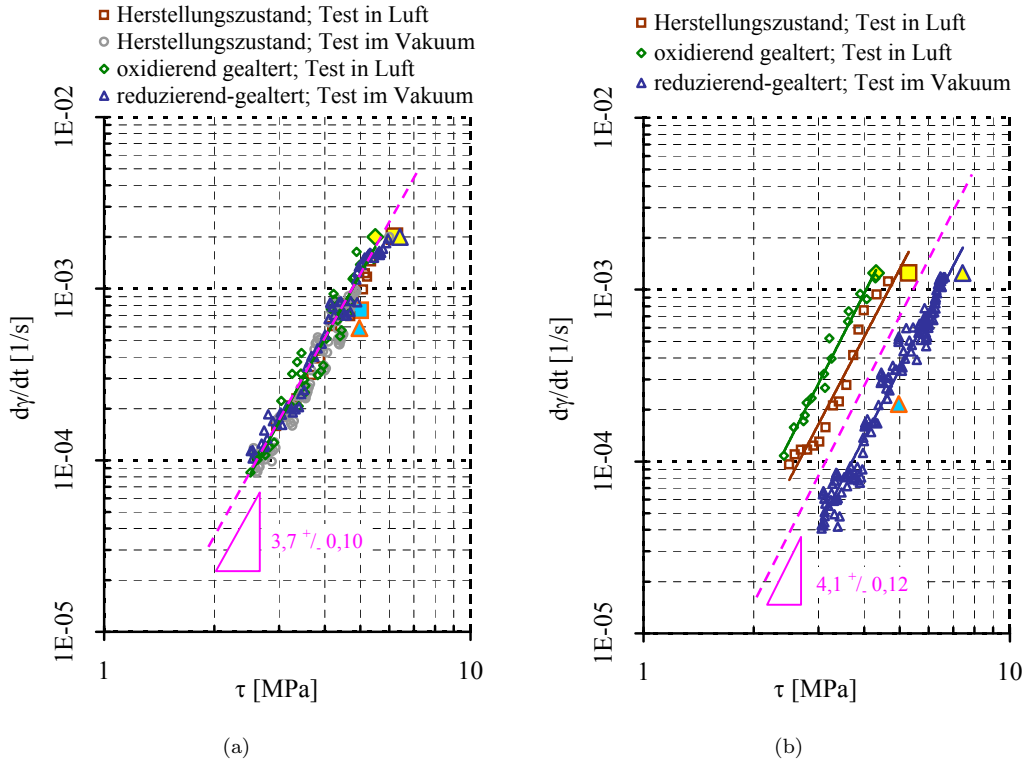 Herstellungszustand; Test in Luft
Herstellungszustand; Test im Vakuum
oxidierend gealtert; Test in Luft
reduzierend-gealtert; Test im Vakuum
1E-02
1E-03
1E-04
1E-05
dγ/dt [1/s]
3,7 +/- 0,10
1
10
τ [MPa]
(a)
Herstellungszustand; Test in Luft
oxidierend gealtert; Test in Luft
reduzierend-gealtert; Test im Vakuum
1E-02
1E-03
1E-04
1E-05
dγ/dt [1/s]
4,1 +/- 0,12
1
10
τ [MPa]
(b)